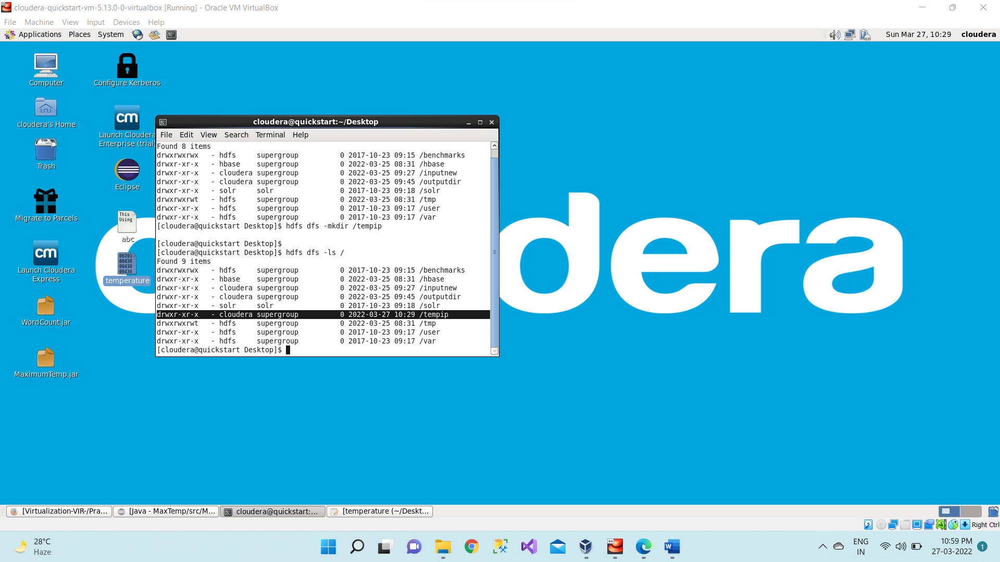 cloudera-quickstart-vm-5.13.0-0-virtualbox [Running] - Oracle VM VirtualBox
File Machine View Input Devices Help
Applications Places System
Sun Mar 27, 10:29 cloudera
Computer
Configure Kerberos
cloudera's Home
cm
Launch Cloudera
Enterprise (trial)
Trash
Eclipse
Migrate to Parcels
This
Using
abc
cm
Launch Cloudera
Express
06701
00430
00430
00430
temperature
WordCount.jar
MaximumTemp.jar
cloudera@quickstart:~/Desktop
File Edit View Search Terminal Help
Found 8 items
drwxrwxrwx   - hdfs     supergroup          0 2017-10-23 09:15 /benchmarks
drwxr-xr-x   - hbase    supergroup          0 2022-03-25 08:31 /hbase
drwxr-xr-x   - cloudera supergroup          0 2022-03-25 09:27 /inputnew
drwxr-xr-x   - cloudera supergroup          0 2022-03-25 09:45 /outputdir
drwxr-xr-x   - solr     solr                0 2017-10-23 09:18 /solr
drwxrwxrwt   - hdfs     supergroup          0 2022-03-25 08:31 /tmp
drwxr-xr-x   - hdfs     supergroup          0 2017-10-23 09:17 /user
drwxr-xr-x   - hdfs     supergroup          0 2017-10-23 09:17 /var
[cloudera@quickstart Desktop]$ hdfs dfs -mkdir /tempip
[cloudera@quickstart Desktop]$
[cloudera@quickstart Desktop]$ hdfs dfs -ls /
Found 9 items
drwxrwxrwx   - hdfs     supergroup          0 2017-10-23 09:15 /benchmarks
drwxr-xr-x   - hbase    supergroup          0 2022-03-25 08:31 /hbase
drwxr-xr-x   - cloudera supergroup          0 2022-03-25 09:27 /inputnew
drwxr-xr-x   - cloudera supergroup          0 2022-03-25 09:45 /outputdir
drwxr-xr-x   - solr     solr                0 2017-10-23 09:18 /solr
drwxr-xr-x   - cloudera supergroup          0 2022-03-27 10:29 /tempip
drwxrwxrwt   - hdfs     supergroup          0 2022-03-25 08:31 /tmp
drwxr-xr-x   - hdfs     supergroup          0 2017-10-23 09:17 /user
drwxr-xr-x   - hdfs     supergroup          0 2017-10-23 09:17 /var
[cloudera@quickstart Desktop]$
dera
[Virtualization-VIR-/Pra... [Java - MaxTemp/src/M... cloudera@quickstart:... [temperature (~/Deskt...
Right Ctrl
28°C
Haze
64
W
ENG
IN
10:59 PM
27-03-2022
1